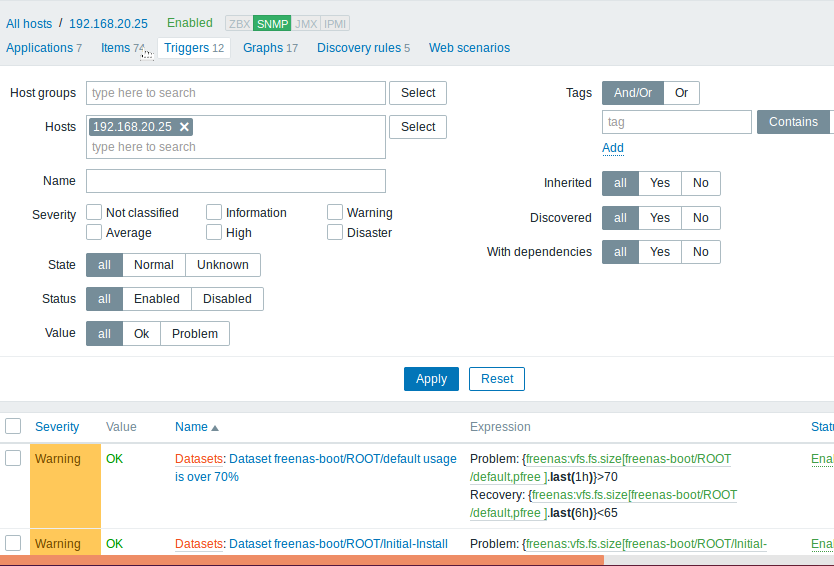 All hosts / 192.168.20.25 Enabled ZBX SNMP JMX IPMI
Applications 7 Items 74 Triggers 12 Graphs 17 Discovery rules 5 Web scenarios
Host groups type here to search Select Tags And/Or Or
Hosts 192.168.20.25 × Select tag Contains
type here to search Add
Name Inherited all Yes No
Severity Not classified Information Warning Discovered all Yes No
Average High Disaster
State all Normal Unknown With dependencies all Yes No
Status all Enabled Disabled
Value all Ok Problem
Apply Reset
Severity Value Name Expression
Warning OK Datasets: Dataset freenas-boot/ROOT/default usage Problem: {freenas:vfs.fs.size[freenas-boot/ROOT
is over 70% /default,pfree ].last(1h)}>70
Recovery: {freenas:vfs.fs.size[freenas-boot/ROOT
/default,pfree ].last(6h)}<65
Warning OK Datasets: Dataset freenas-boot/ROOT/Initial-Install Problem: {freenas:vfs.fs.size[freenas-boot/ROOT/Initial-